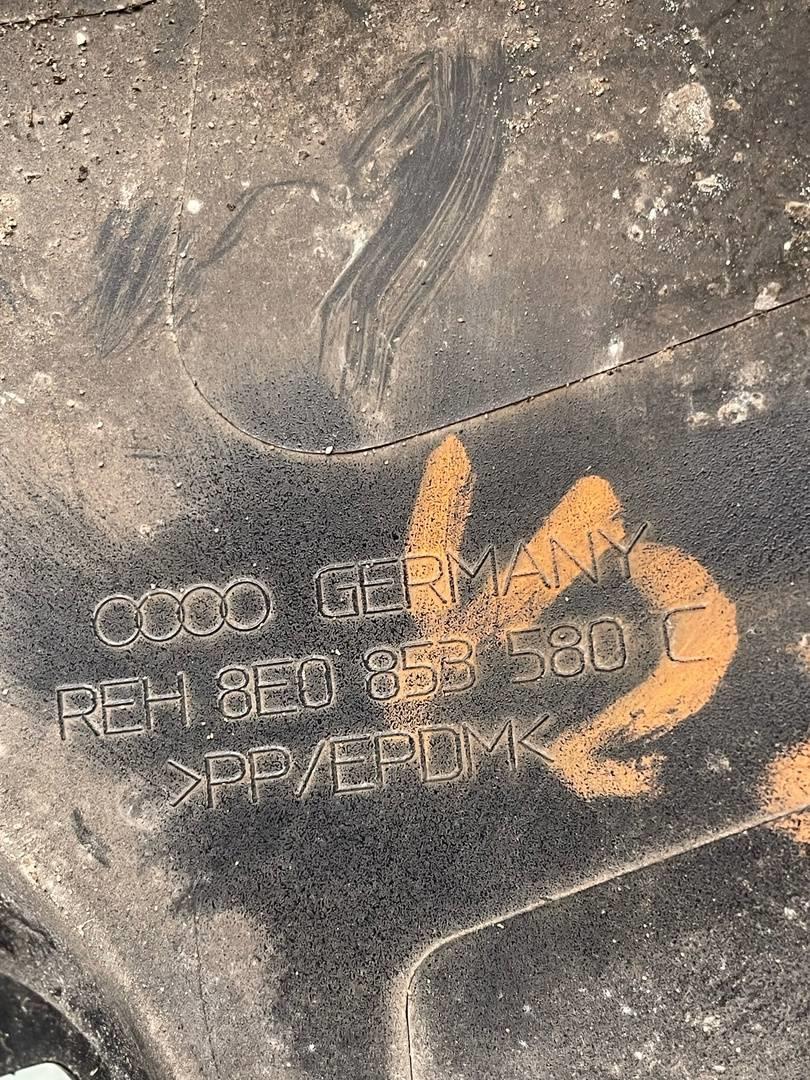 GERMANY
REH 8E0 853 580 C
>PP/EPDM<